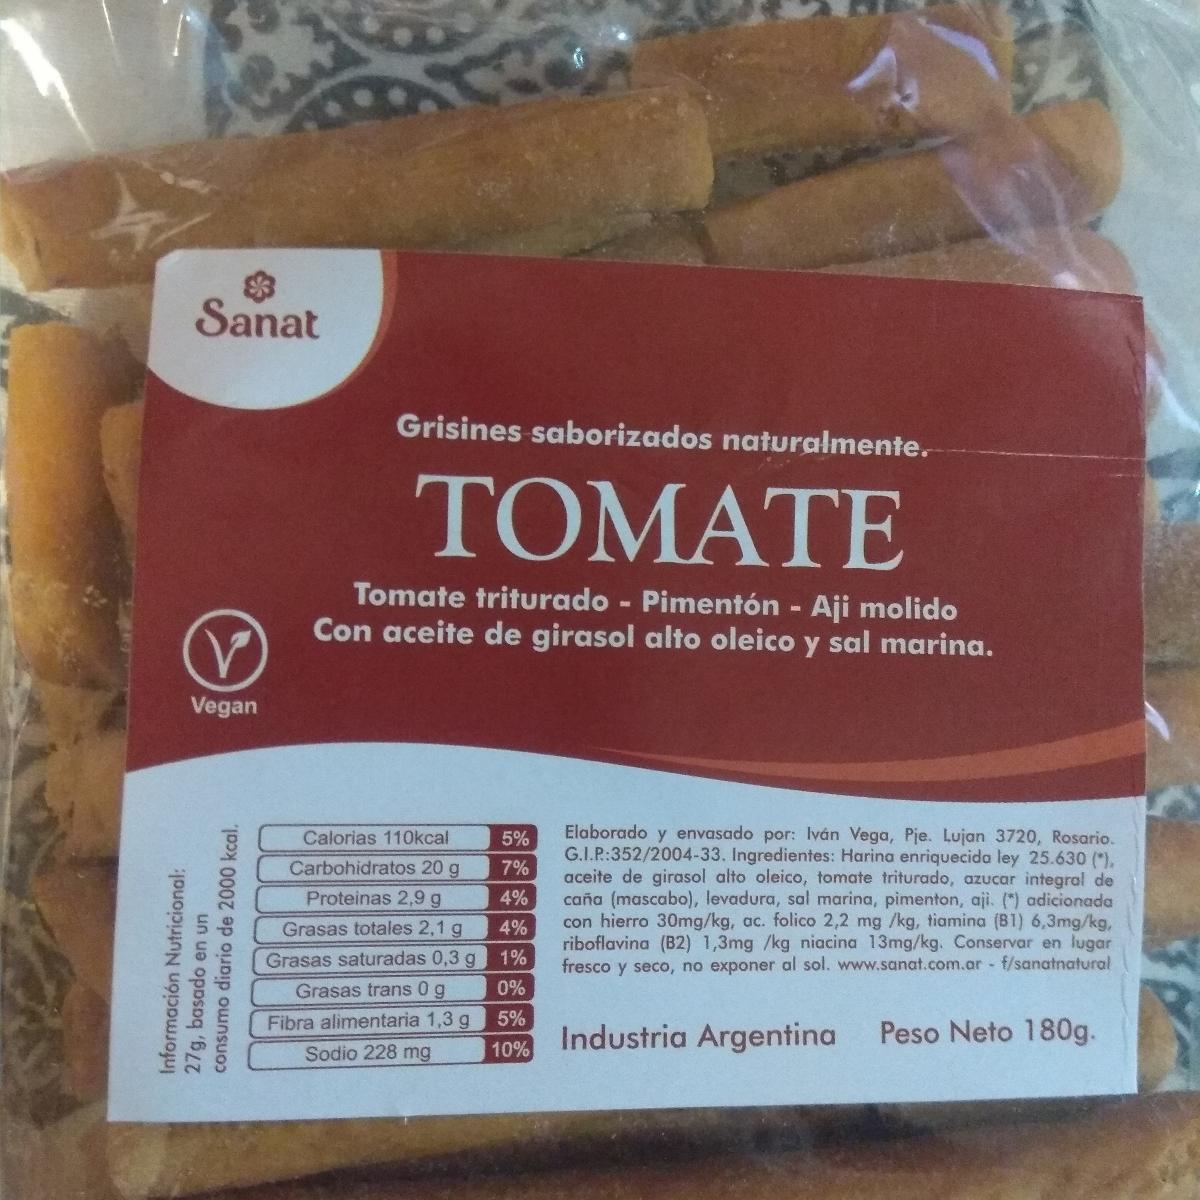 Sanat
Grisines saborizados naturalmente.
TOMATE
Tomate triturado - Pimentón - Aji molido
Con aceite de girasol alto oleico y sal marina.
Vegan
Información Nutricional:
27g, basado en un
consumo diario de 2000 kcal.
Calorias 110kcal 5%
Carbohidratos 20 g 7%
Proteinas 2,9 g 4%
Grasas totales 2,1 g 4%
Grasas saturadas 0,3 g 1%
Grasas trans 0 g 0%
Fibra alimentaria 1,3 g 5%
Sodio 228 mg 10%
Elaborado y envasado por: Iván Vega, Pje. Lujan 3720, Rosario.
G.I.P.:352/2004-33. Ingredientes: Harina enriquecida ley 25.630 (*),
aceite de girasol alto oleico, tomate triturado, azucar integral de
caña (mascabo), levadura, sal marina, pimenton, aji. (*) adicionada
con hierro 30mg/kg, ac. folico 2,2 mg /kg, tiamina (B1) 6,3mg/kg,
riboflavina (B2) 1,3mg /kg niacina 13mg/kg. Conservar en lugar
fresco y seco, no exponer al sol. www.sanat.com.ar - f/sanatnatural
Industria Argentina Peso Neto 180g.